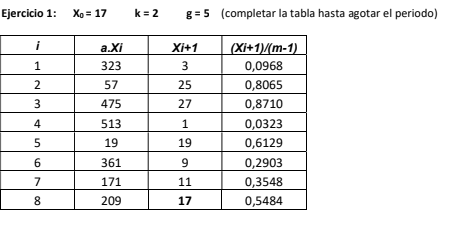 Ejercicio 1: X₀ = 17 k = 2 g = 5 (completar la tabla hasta agotar el periodo)
i a.Xi Xi+1 (Xi+1)/(m-1)
1 323 3 0,0968
2 57 25 0,8065
3 475 27 0,8710
4 513 1 0,0323
5 19 19 0,6129
6 361 9 0,2903
7 171 11 0,3548
8 209 17 0,5484